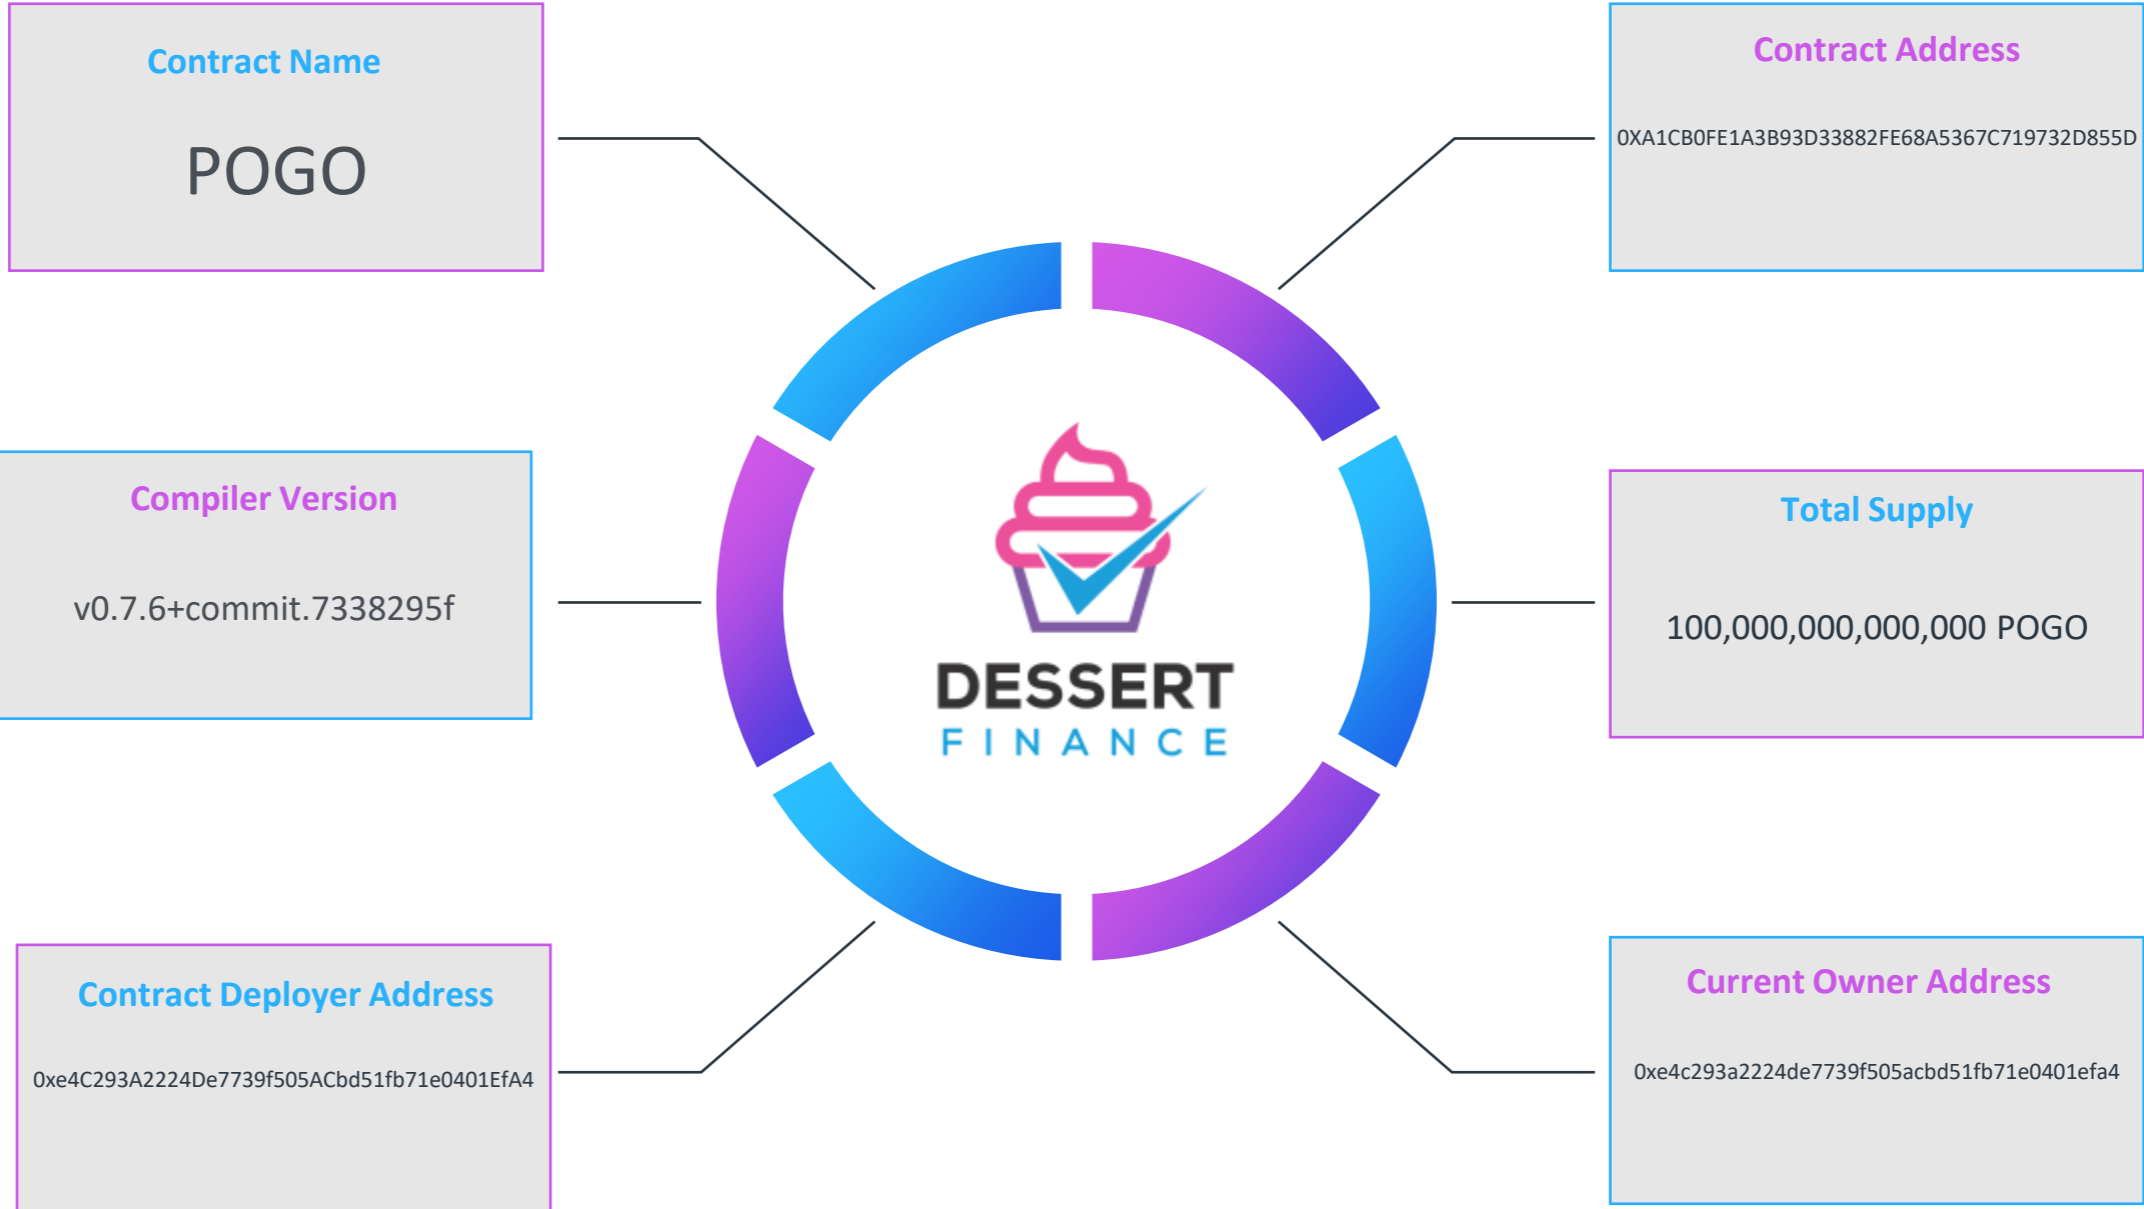 Contract Name
POGO
Contract Address
0XA1CB0FE1A3B93D33882FE68A5367C719732D855D
Compiler Version
v0.7.6+commit.7338295f
DESSERT
FINANCE
Total Supply
100,000,000,000,000 POGO
Contract Deployer Address
0xe4C293A2224De7739f505ACbd51fb71e0401EfA4
Current Owner Address
0xe4c293a2224de7739f505acbd51fb71e0401efa4